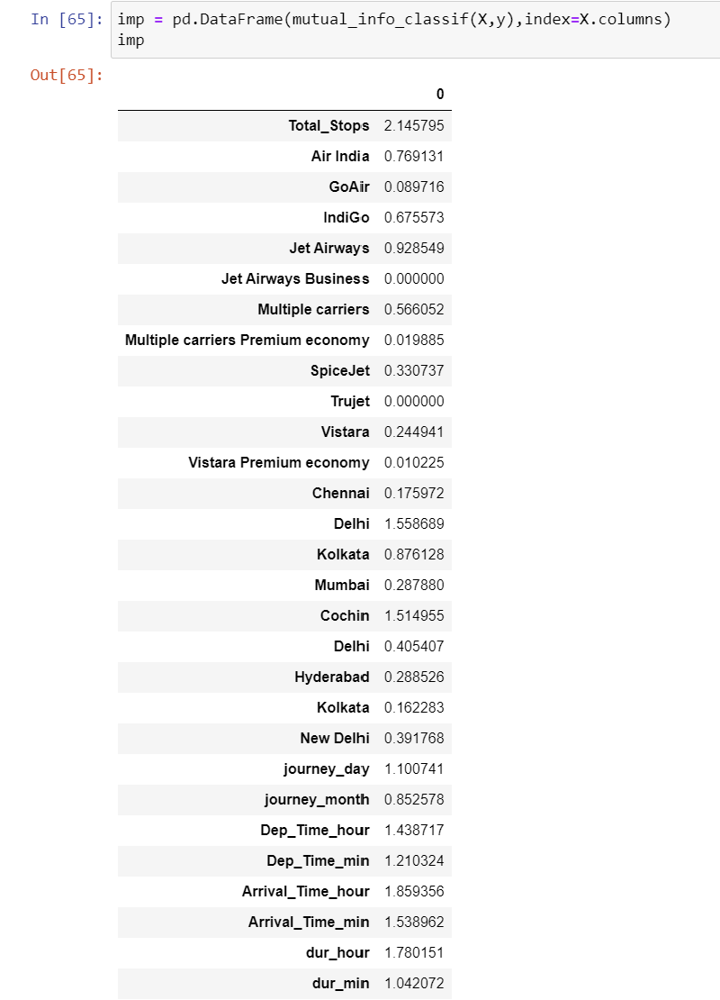 In [65]: imp = pd.DataFrame(mutual_info_classif(X,y),index=X.columns)
imp
Out[65]:
0
Total_Stops 2.145795
Air India 0.769131
GoAir 0.089716
IndiGo 0.675573
Jet Airways 0.928549
Jet Airways Business 0.000000
Multiple carriers 0.566052
Multiple carriers Premium economy 0.019885
SpiceJet 0.330737
Trujet 0.000000
Vistara 0.244941
Vistara Premium economy 0.010225
Chennai 0.175972
Delhi 1.558689
Kolkata 0.876128
Mumbai 0.287880
Cochin 1.514955
Delhi 0.405407
Hyderabad 0.288526
Kolkata 0.162283
New Delhi 0.391768
journey_day 1.100741
journey_month 0.852578
Dep_Time_hour 1.438717
Dep_Time_min 1.210324
Arrival_Time_hour 1.859356
Arrival_Time_min 1.538962
dur_hour 1.780151
dur_min 1.042072